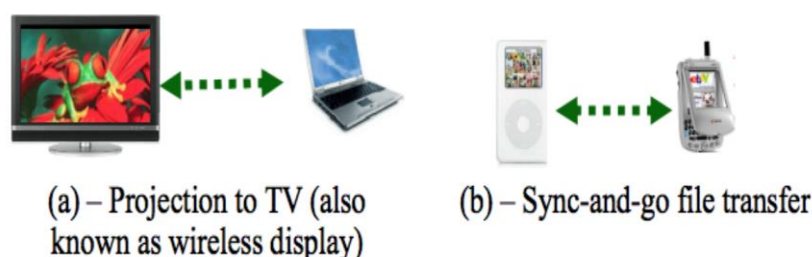 (a) – Projection to TV (also
known as wireless display)
(b) – Sync-and-go file transfer